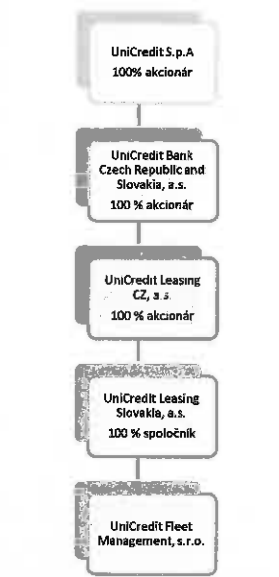 UniCredit S.p.A
100% akcionár
UniCredit Bank
Czech Republic and
Slovakia, a.s.
100 % akcionár
UniCredit Leasing
CZ, a.s.
100 % akcionár
UniCredit Leasing
Slovakia, a.s.
100 % spoločník
UniCredit Fleet
Management, s.r.o.